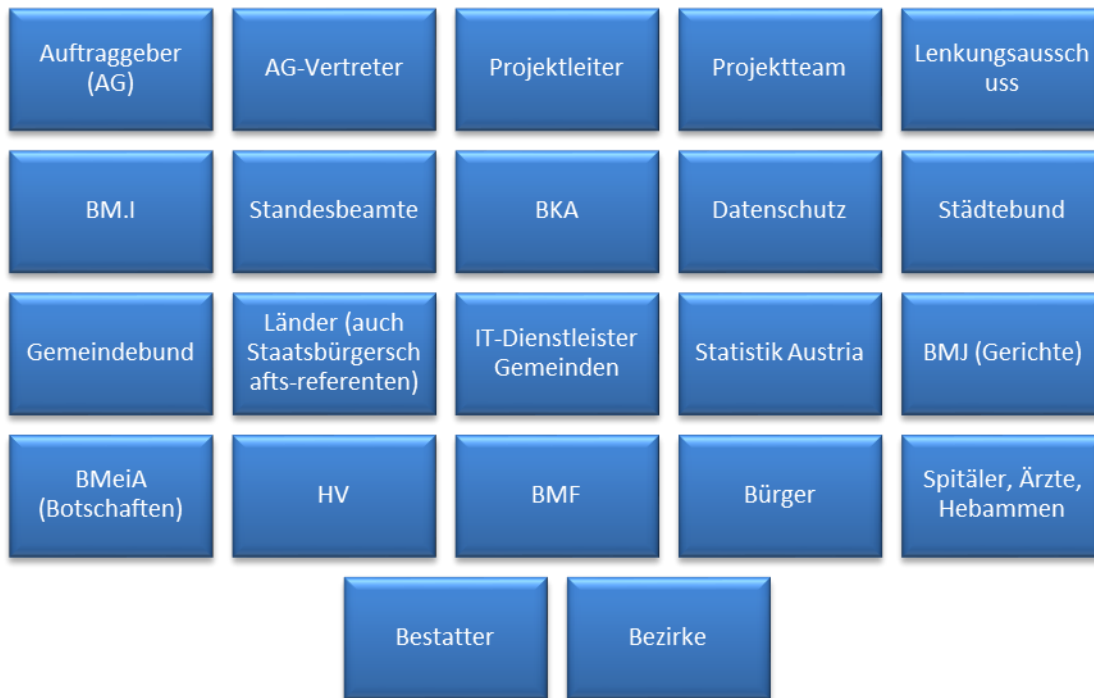 Auftraggeber
(AG)
AG-Vertreter
Projektleiter
Projektteam
Lenkungsaussch
uss
BM.I
Standesbeamte
BKA
Datenschutz
Städtebund
Gemeindebund
Länder (auch
Staatsbürgersch
afts-referenten)
IT-Dienstleister
Gemeinden
Statistik Austria
BMJ (Gerichte)
BMeiA
(Botschaften)
HV
BMF
Bürger
Spitäler, Ärzte,
Hebammen
Bestatter
Bezirke